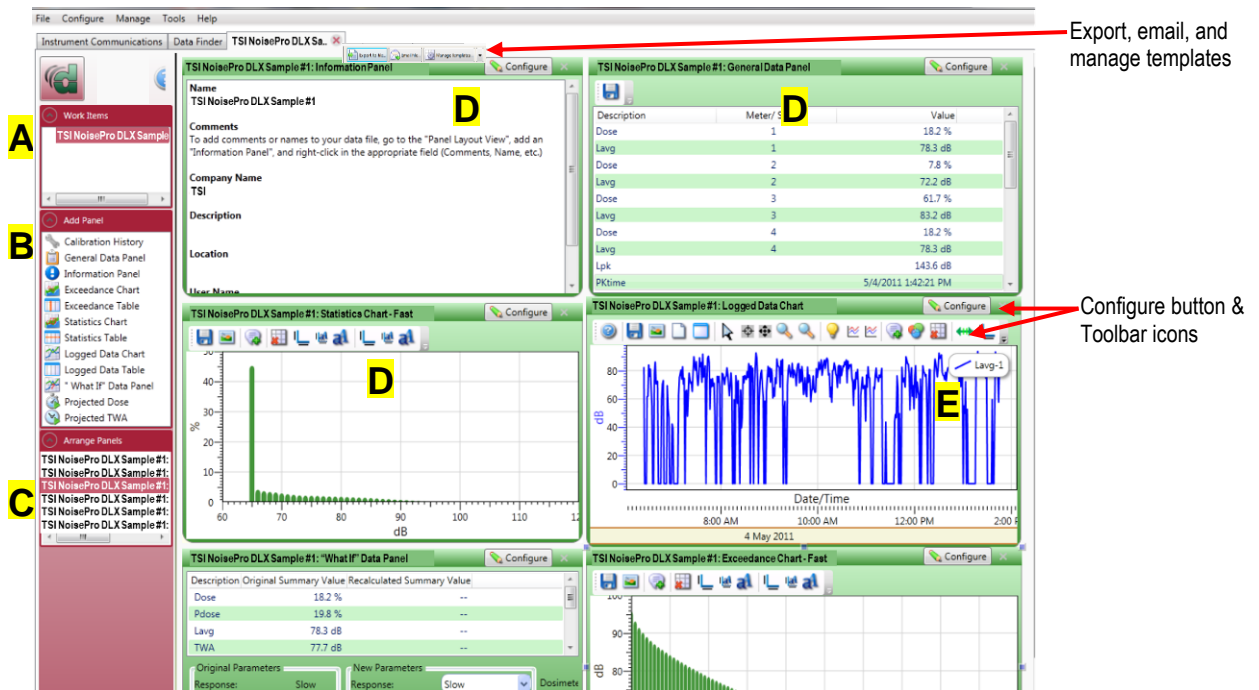 File Configure Manage Tools Help
Instrument Communications Data Finder TSI NoisePro DLX Sa..
Manage templates
Export, email, and
manage templates
A
Work Items
TSI NoisePro DLX Sample
B
Add Panel
Calibration History
General Data Panel
Information Panel
Exceedance Chart
Exceedance Table
Statistics Chart
Statistics Table
Logged Data Chart
Logged Data Table
" What If" Data Panel
Projected Dose
Projected TWA
C
Arrange Panels
TSI NoisePro DLX Sample #1:
TSI NoisePro DLX Sample #1:
TSI NoisePro DLX Sample #1:
TSI NoisePro DLX Sample #1:
TSI NoisePro DLX Sample #1:
TSI NoisePro DLX Sample #1:
TSI NoisePro DLX Sample #1: Information Panel Configure
D
Name
TSI NoisePro DLX Sample #1
Comments
To add comments or names to your data file, go to the "Panel Layout View", add an
"Information Panel", and right-click in the appropriate field (Comments, Name, etc.)
Company Name
TSI
Description
Location
User Name
TSI NoisePro DLX Sample #1: General Data Panel Configure
D
Description Meter/ S Value
Dose 1 18.2 %
Lavg 1 78.3 dB
Dose 2 7.8 %
Lavg 2 72.2 dB
Dose 3 61.7 %
Lavg 3 83.2 dB
Dose 4 18.2 %
Lavg 4 78.3 dB
Lpk 143.6 dB
PKtime 5/4/2011 1:42:21 PM
TSI NoisePro DLX Sample #1: Statistics Chart - Fast Configure
D
50
40
30
20
10
0
%
60 70 80 90 100 110 12
dB
TSI NoisePro DLX Sample #1: Logged Data Chart Configure
Configure button &
Toolbar icons
Lavg-1
E
80
60
40
20
0
dB
Date/Time
8:00 AM 10:00 AM 12:00 PM 2:00 P
4 May 2011
TSI NoisePro DLX Sample #1: "What If" Data Panel Configure
Description Original Summary Value Recalculated Summary Value
Dose 18.2 % --
Pdose 19.8 % --
Lavg 78.3 dB --
TWA 77.7 dB --
Original Parameters New Parameters
Response: Slow Response: Slow Dosimete
TSI NoisePro DLX Sample #1: Exceedance Chart - Fast Configure
100
90
80
dB